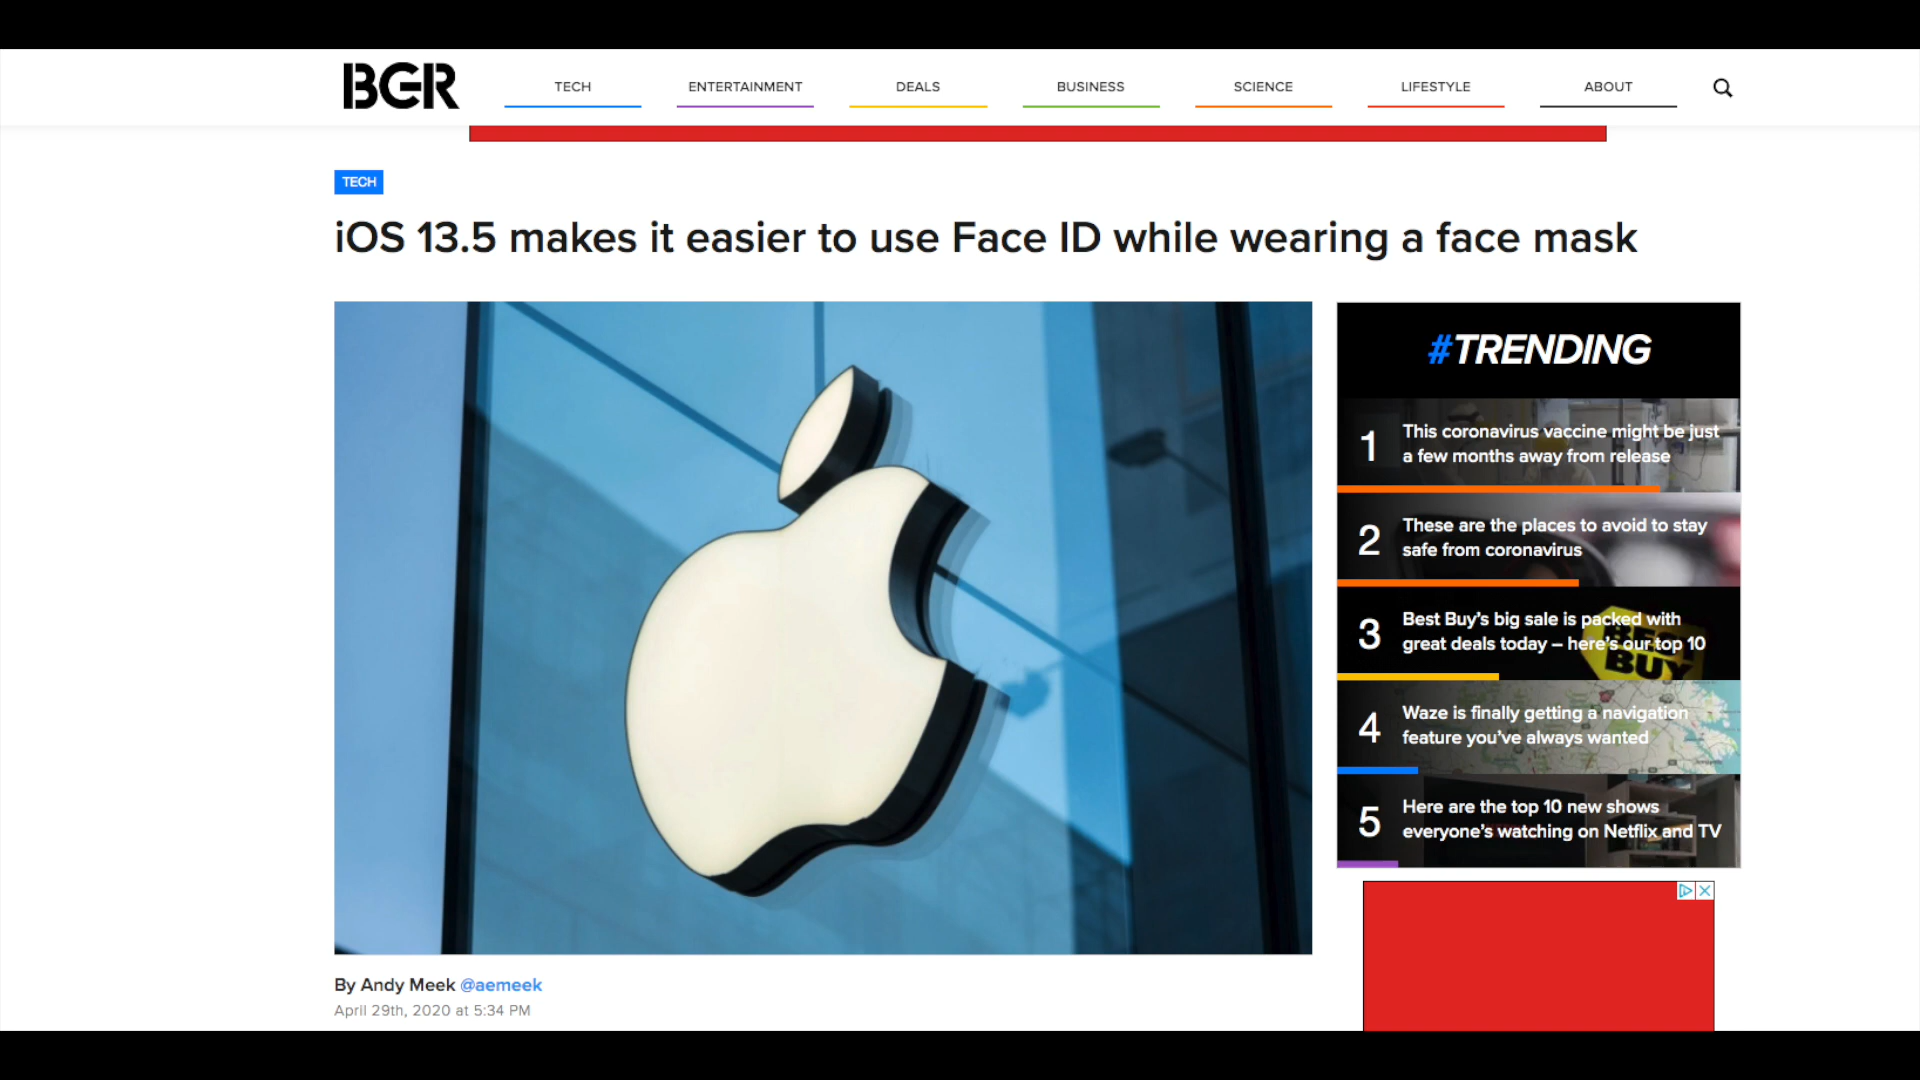 BGR
TECH
ENTERTAINMENT
DEALS
BUSINESS
SCIENCE
LIFESTYLE
ABOUT
TECH
iOS 13.5 makes it easier to use Face ID while wearing a face mask
#TRENDING
1
This coronavirus vaccine might be just
a few months away from release
2
These are the places to avoid to stay
safe from coronavirus
3
Best Buy's big sale is packed with
great deals today – here's our top 10
BEST
BUY
4
Waze is finally getting a navigation
feature you've always wanted
5
Here are the top 10 new shows
everyone's watching on Netflix and TV
By Andy Meek @aemeek
April 29th, 2020 at 5:34 PM